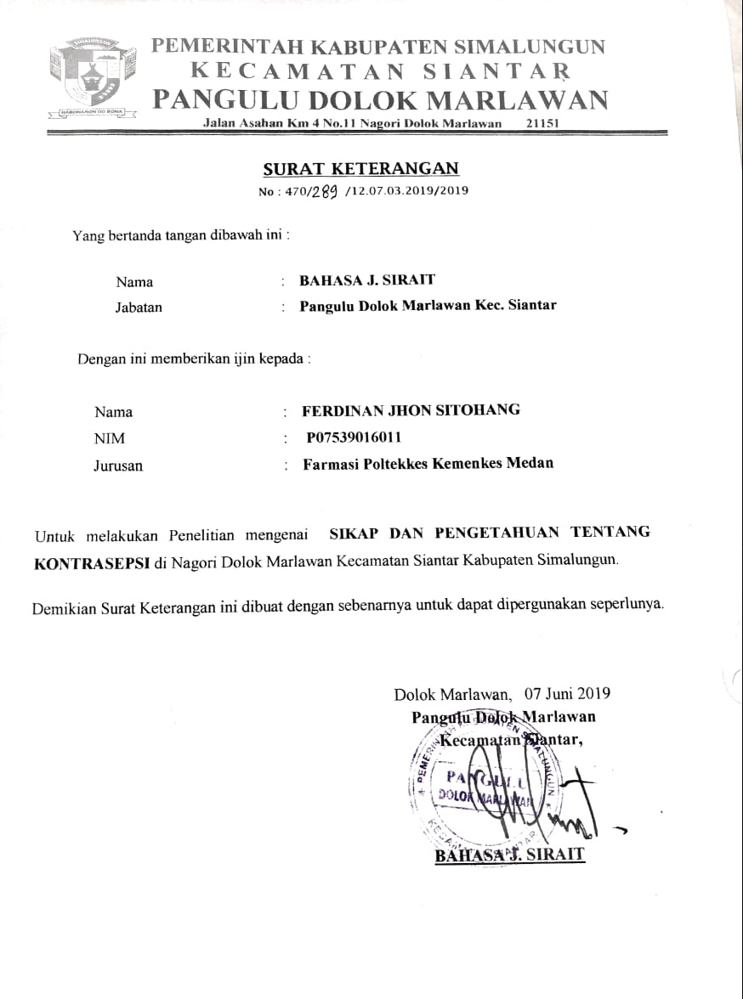 SIMALUNGUN
HABONARON DO BONA
PEMERINTAH KABUPATEN SIMALUNGUN
KECAMATAN SIANTAR
PANGULU DOLOK MARLAWAN
Jalan Asahan Km 4 No.11 Nagori Dolok Marlawan 21151
SURAT KETERANGAN
No : 470/289 /12.07.03.2019/2019
Yang bertanda tangan dibawah ini :
Nama : BAHASA J. SIRAIT
Jabatan : Pangulu Dolok Marlawan Kec. Siantar
Dengan ini memberikan ijin kepada :
Nama : FERDINAN JHON SITOHANG
NIM : P07539016011
Jurusan : Farmasi Poltekkes Kemenkes Medan
Untuk melakukan Penelitian mengenai SIKAP DAN PENGETAHUAN TENTANG
KONTRASEPSI di Nagori Dolok Marlawan Kecamatan Siantar Kabupaten Simalungun.
Demikian Surat Keterangan ini dibuat dengan sebenarnya untuk dapat dipergunakan seperlunya.
Dolok Marlawan, 07 Juni 2019
Pangulu Dolok Marlawan
Kecamatan Siantar,
PEMERINTAH KABUPATEN SIMALUNGUN
PANGULU
DOLOK MARLAWAN
KECAMATAN SIANTAR
BAHASA J. SIRAIT